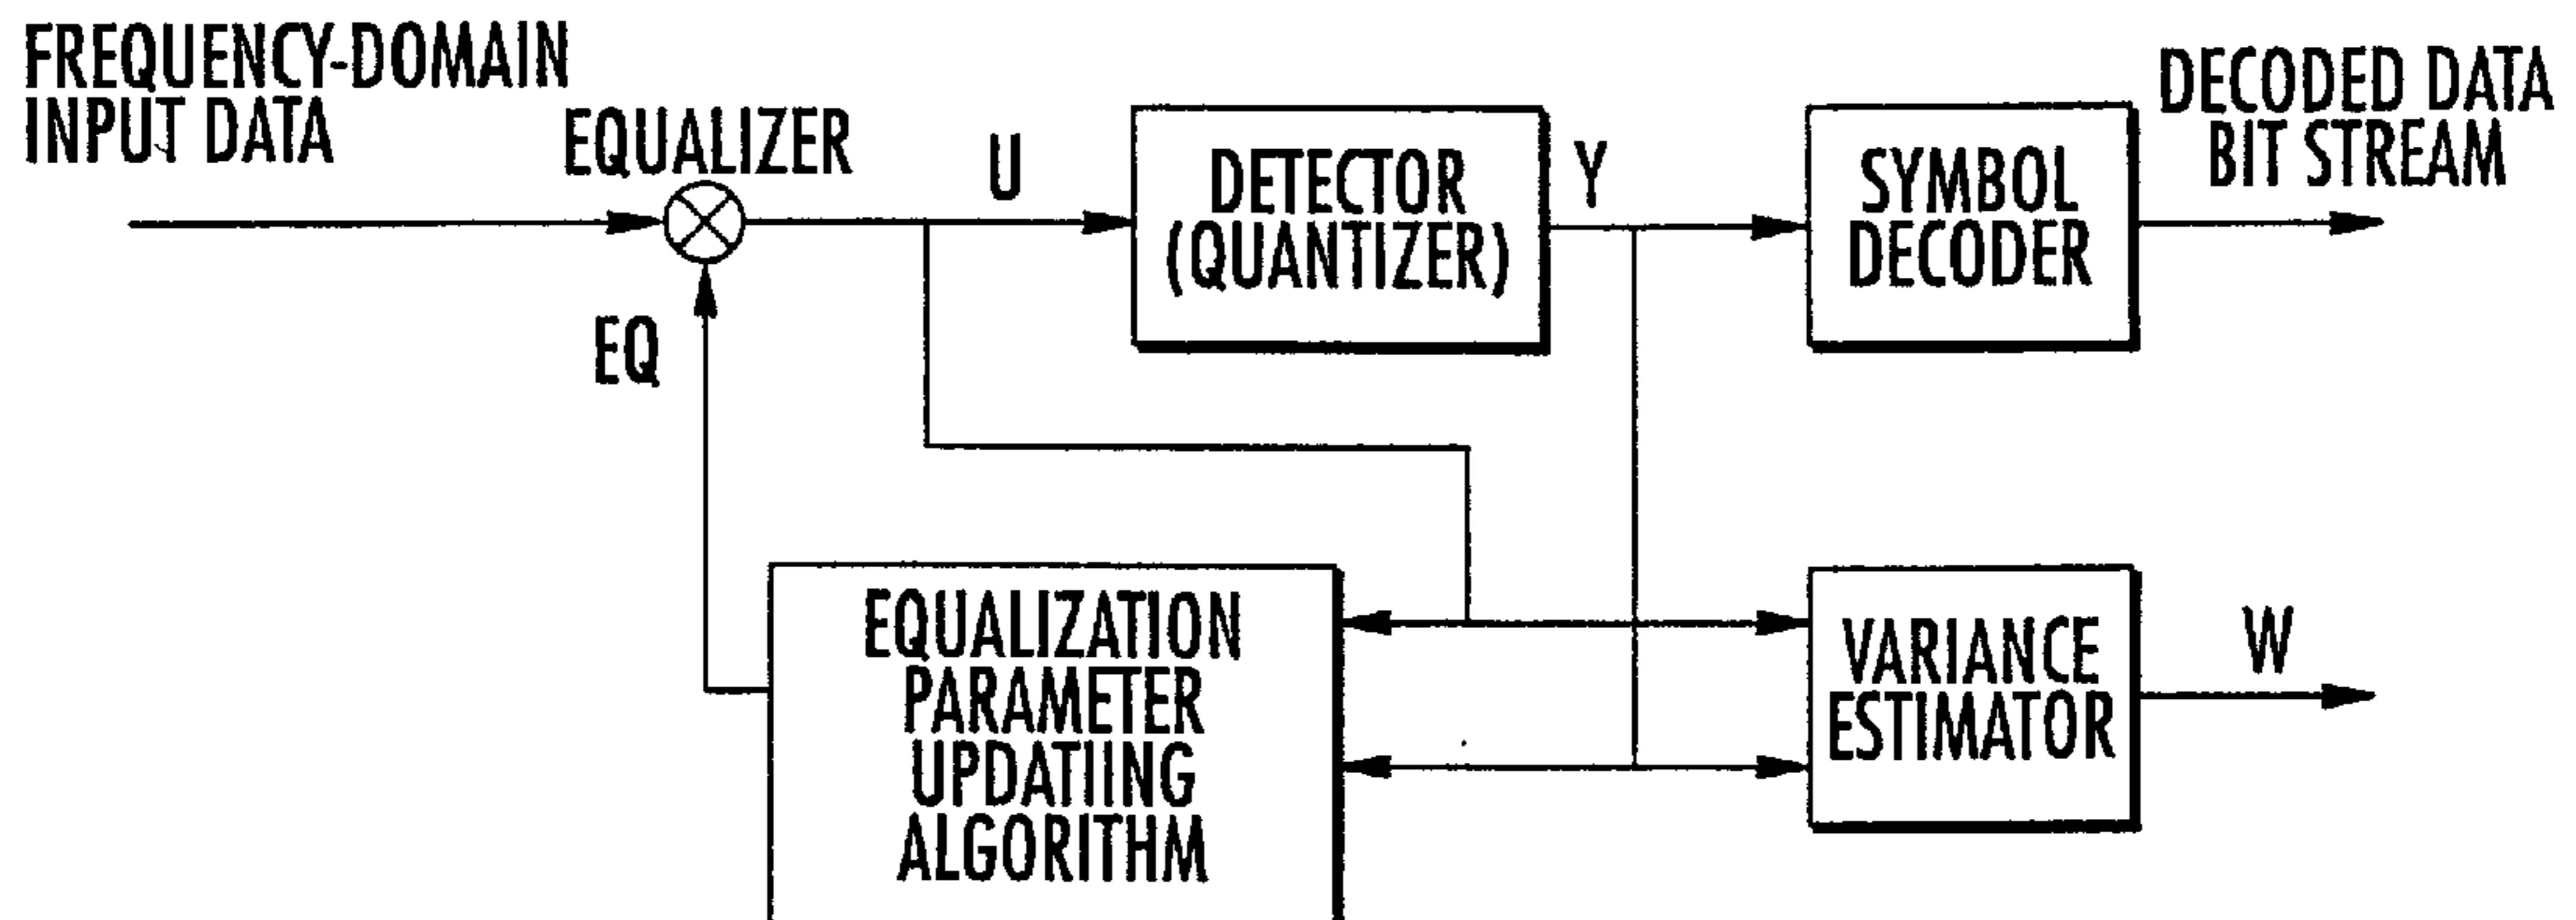 FREQUENCY-DOMAIN
INPUT DATA
EQUALIZER
U
DETECTOR
(QUANTIZER)
Y
SYMBOL
DECODER
DECODED DATA
BIT STREAM
EQ
EQUALIZATION
PARAMETER
UPDATIING
ALGORITHM
VARIANCE
ESTIMATOR
W